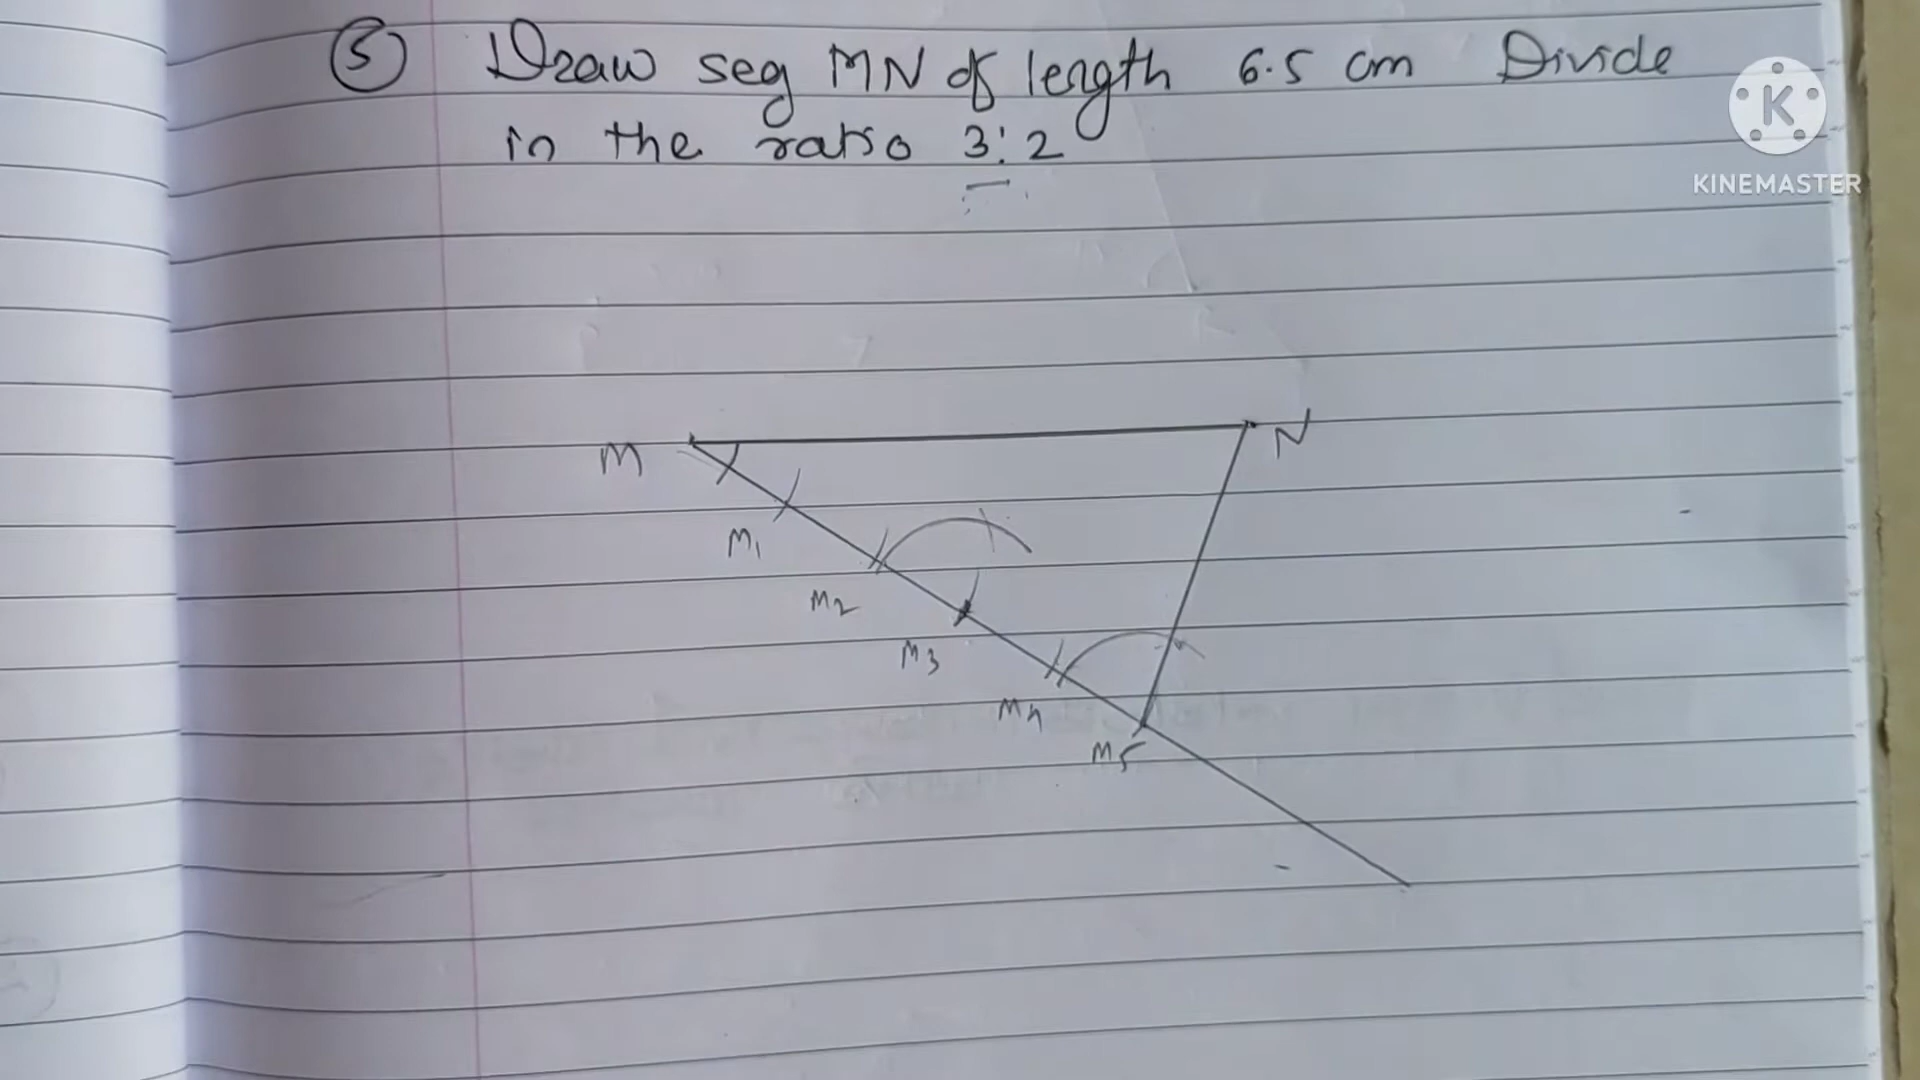 5 Draw seg MN of length 6.5 cm Divide
in the ratio 3:2
K
KINEMASTER
M
N
M1
M2
M3
M4
M5